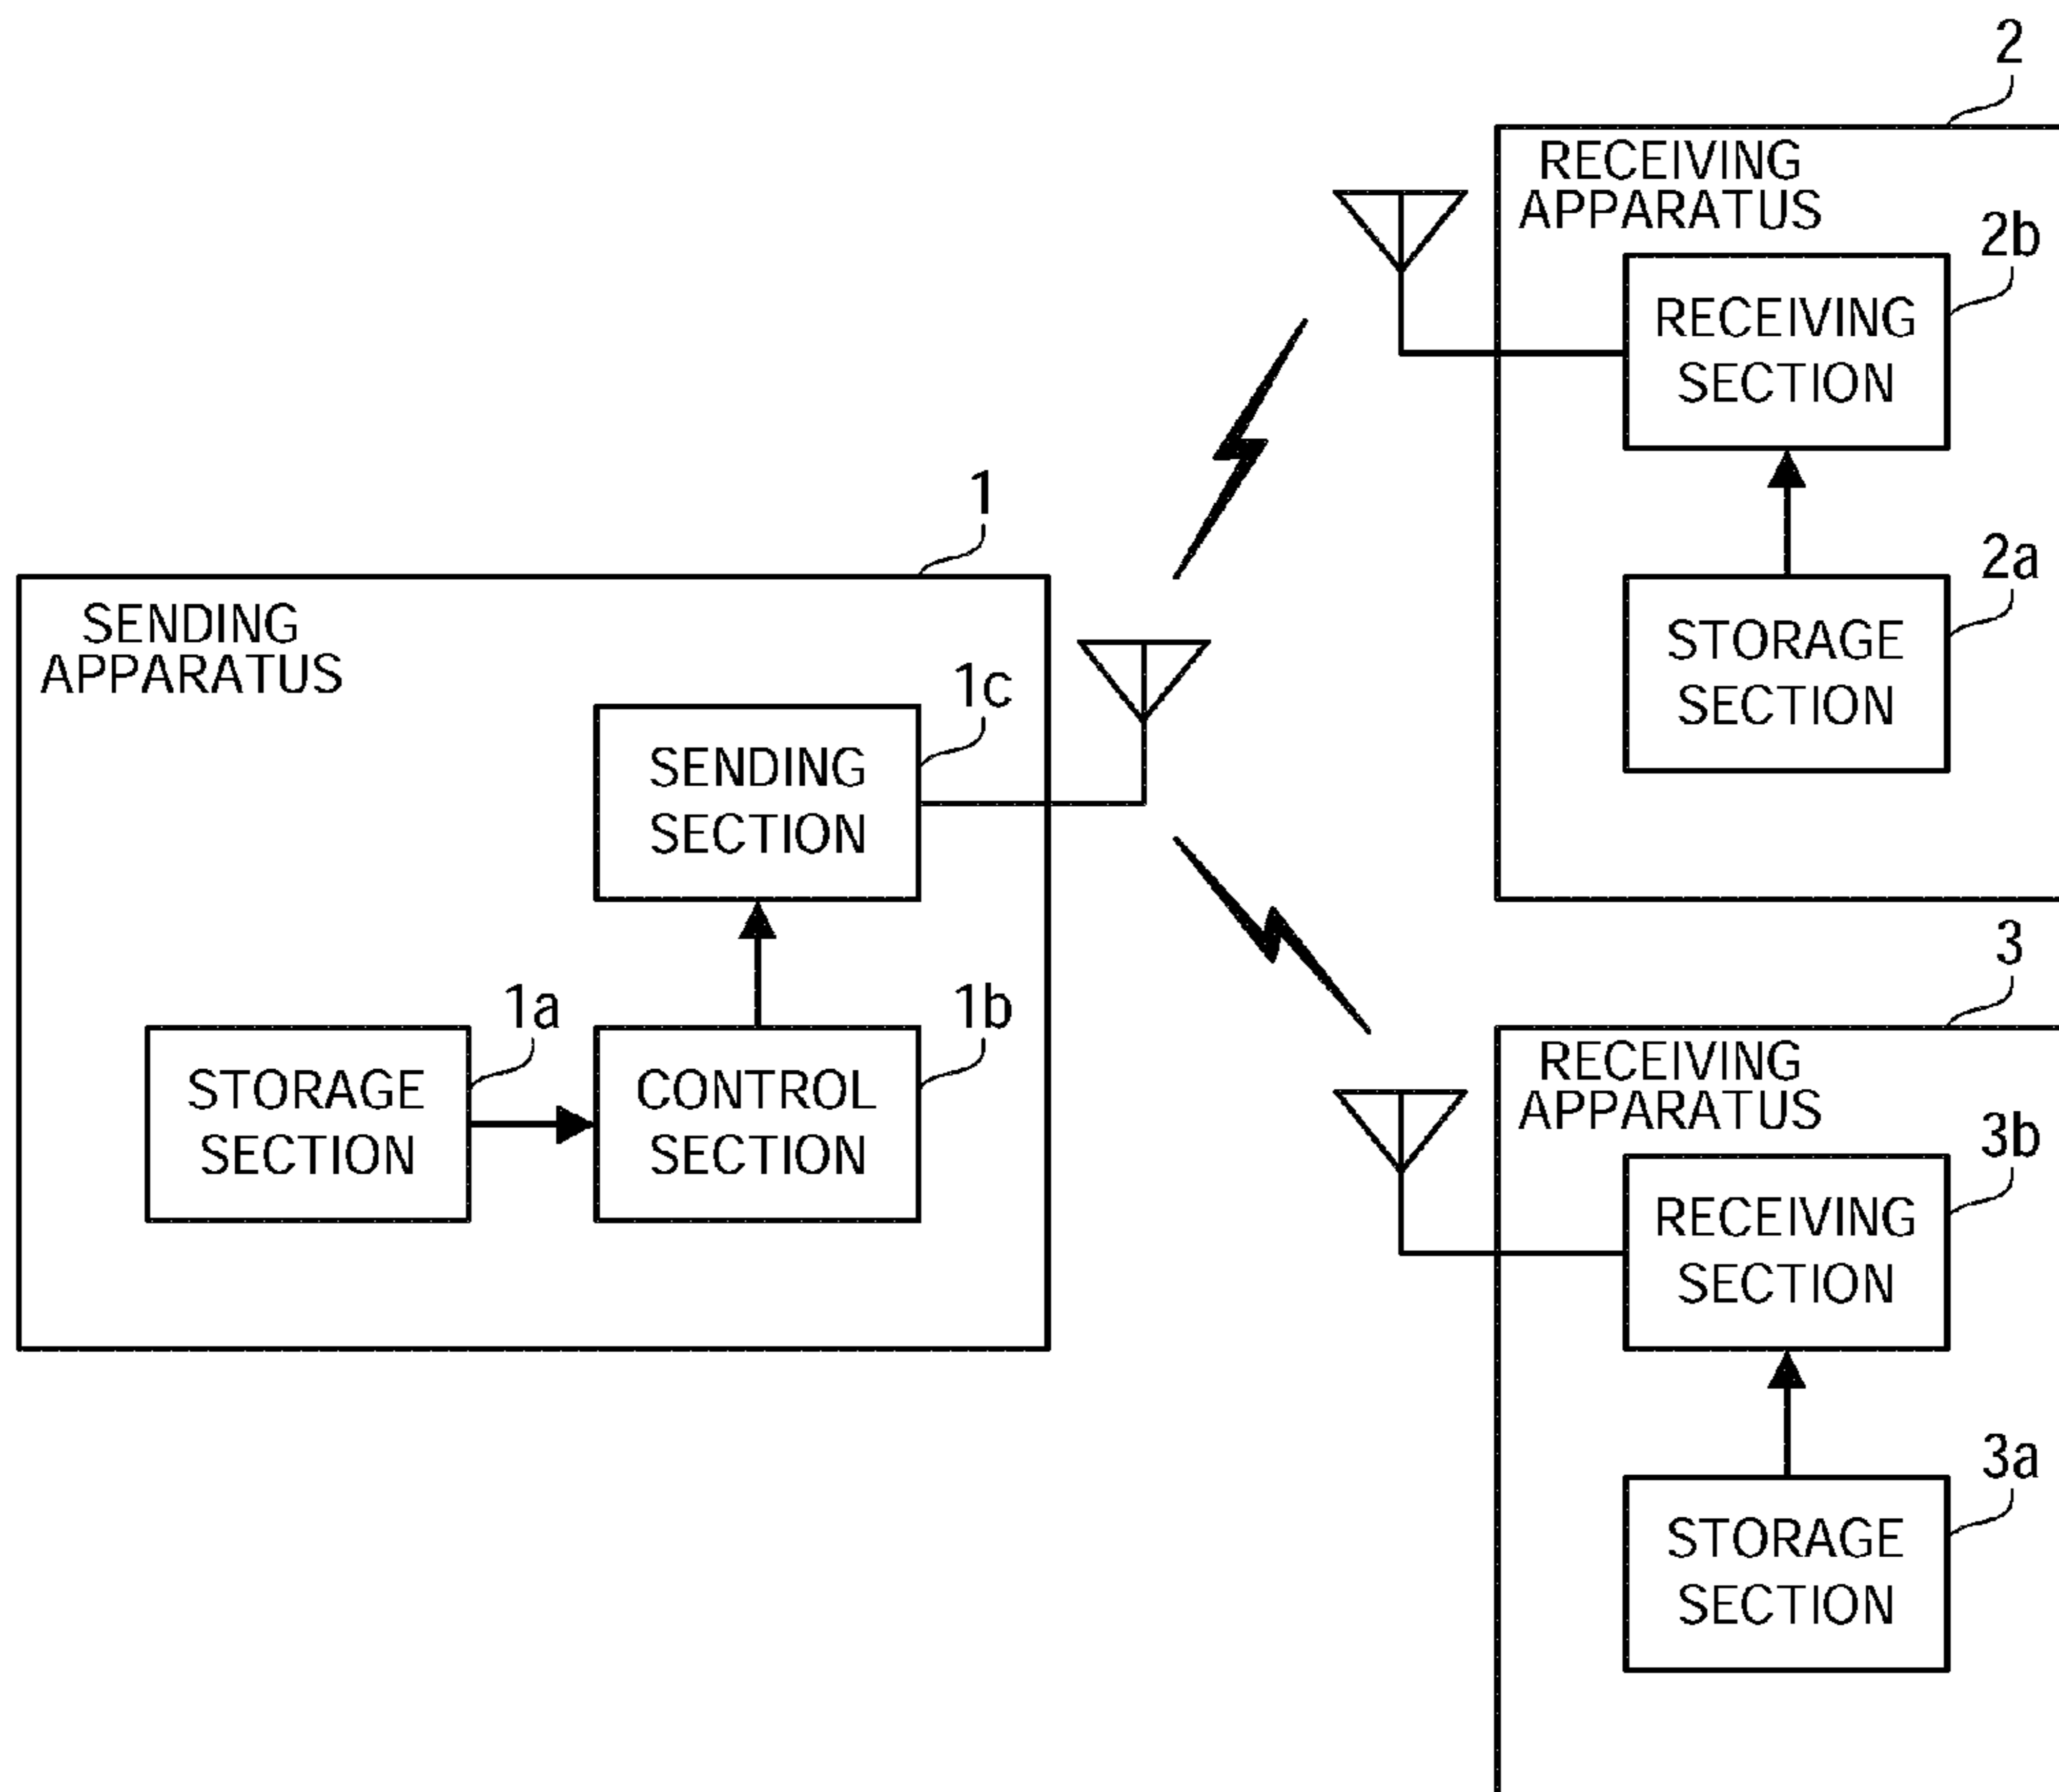 2
RECEIVING
APPARATUS
2b
RECEIVING
SECTION
2a
STORAGE
SECTION
1
SENDING
APPARATUS
1c
SENDING
SECTION
1a
STORAGE
SECTION
1b
CONTROL
SECTION
3
RECEIVING
APPARATUS
3b
RECEIVING
SECTION
3a
STORAGE
SECTION